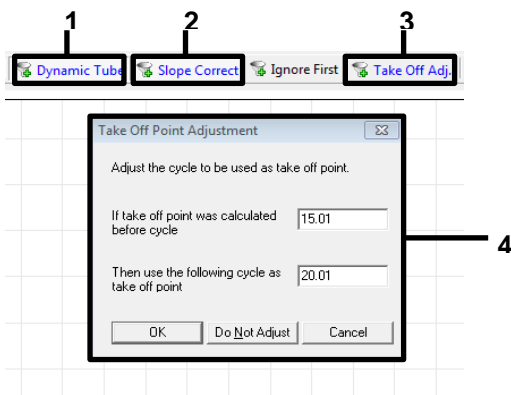 1 2 3
Dynamic Tube Slope Correct Ignore First Take Off Adj.
Take Off Point Adjustment
Adjust the cycle to be used as take off point.
If take off point was calculated
before cycle
15.01
4
Then use the following cycle as
take off point
20.01
OK Do Not Adjust Cancel